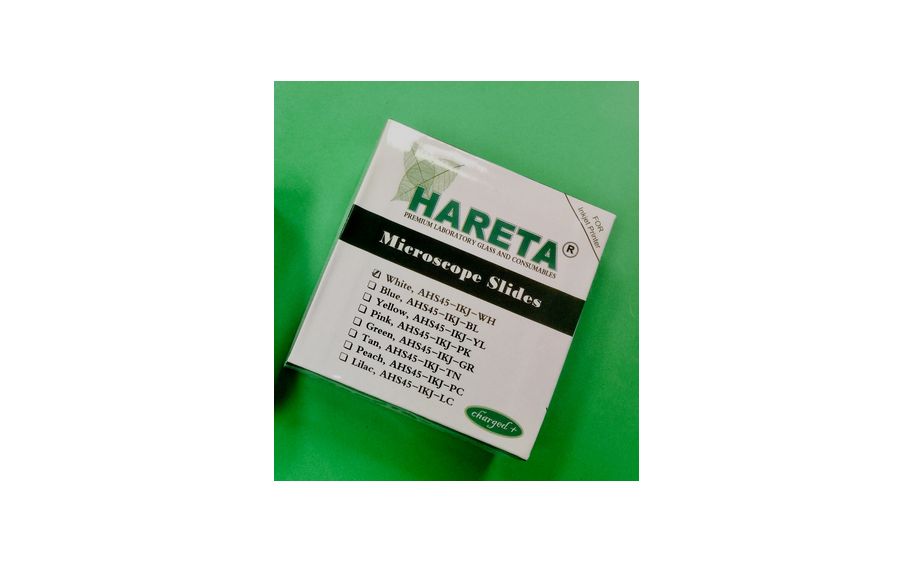 FOR
Inkjet Printer
HARETA®
PREMIUM LABORATORY GLASS AND CONSUMABLES
Microscope Slides
☑ White, AHS45-IKJ-WH
☐ Blue, AHS45-IKJ-BL
☐ Yellow, AHS45-IKJ-YL
☐ Pink, AHS45-IKJ-PK
☐ Green, AHS45-IKJ-GR
☐ Tan, AHS45-IKJ-TN
☐ Peach, AHS45-IKJ-PC
☐ Lilac, AHS45-IKJ-LC
charged +